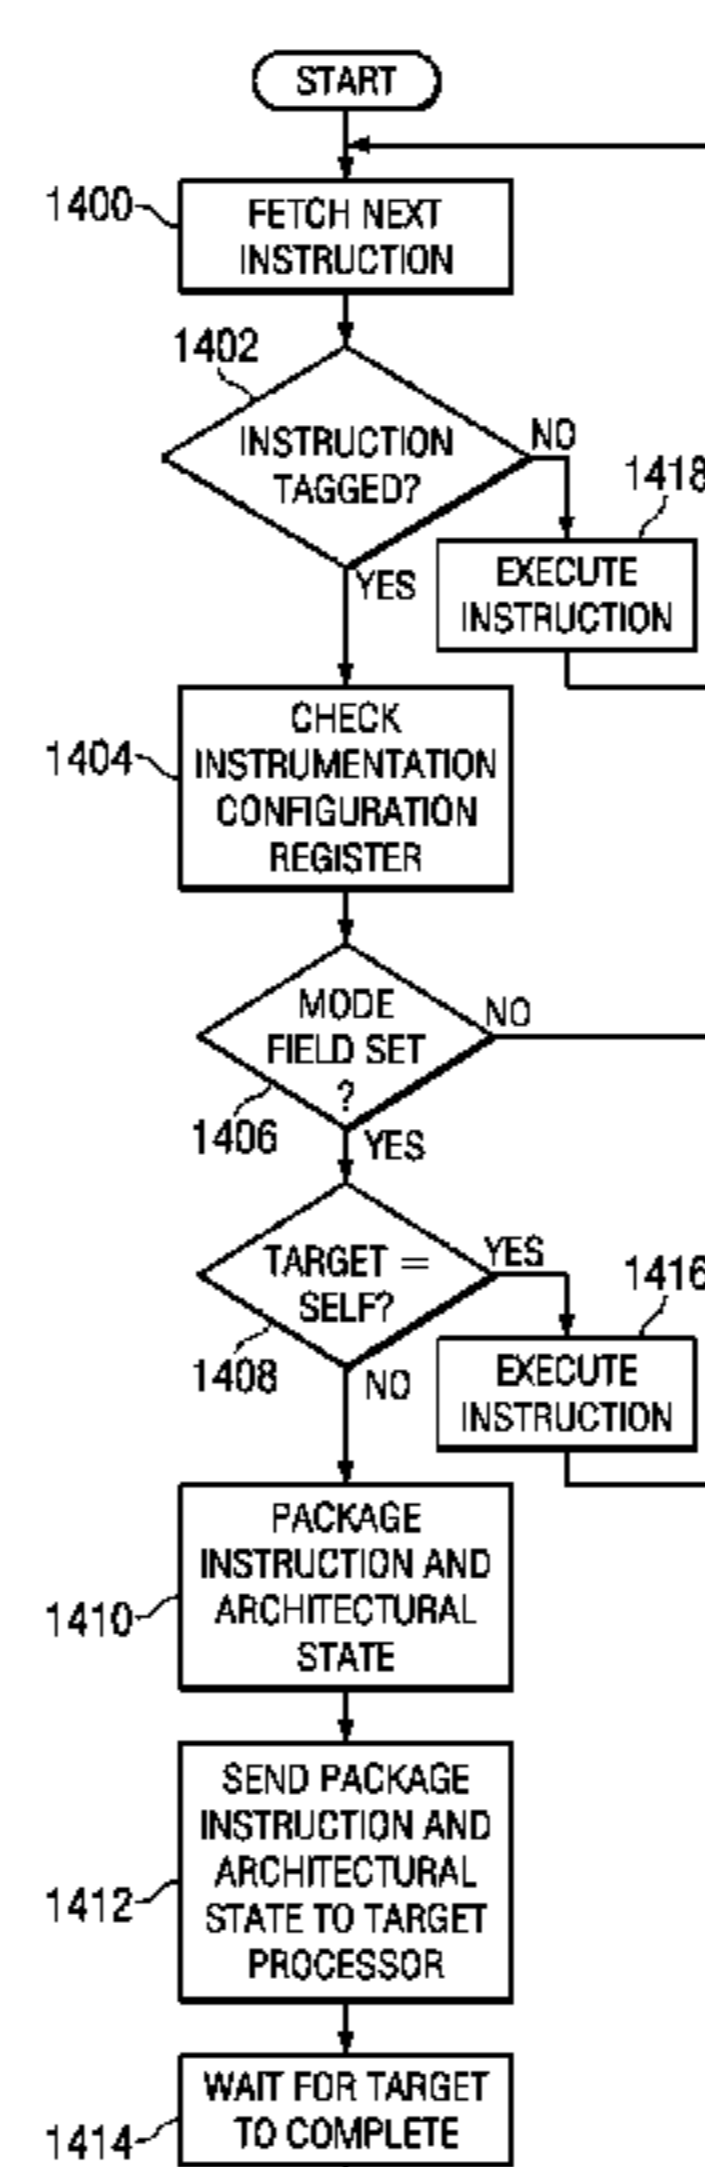 START
1400
FETCH NEXT
INSTRUCTION
1402
INSTRUCTION
TAGGED?
NO
YES
1418
EXECUTE
INSTRUCTION
1404
CHECK
INSTRUMENTATION
CONFIGURATION
REGISTER
MODE
FIELD SET
?
NO
1406
YES
TARGET =
SELF?
YES
1408
NO
1416
EXECUTE
INSTRUCTION
1410
PACKAGE
INSTRUCTION AND
ARCHITECTURAL
STATE
1412
SEND PACKAGE
INSTRUCTION AND
ARCHITECTURAL
STATE TO TARGET
PROCESSOR
1414
WAIT FOR TARGET
TO COMPLETE